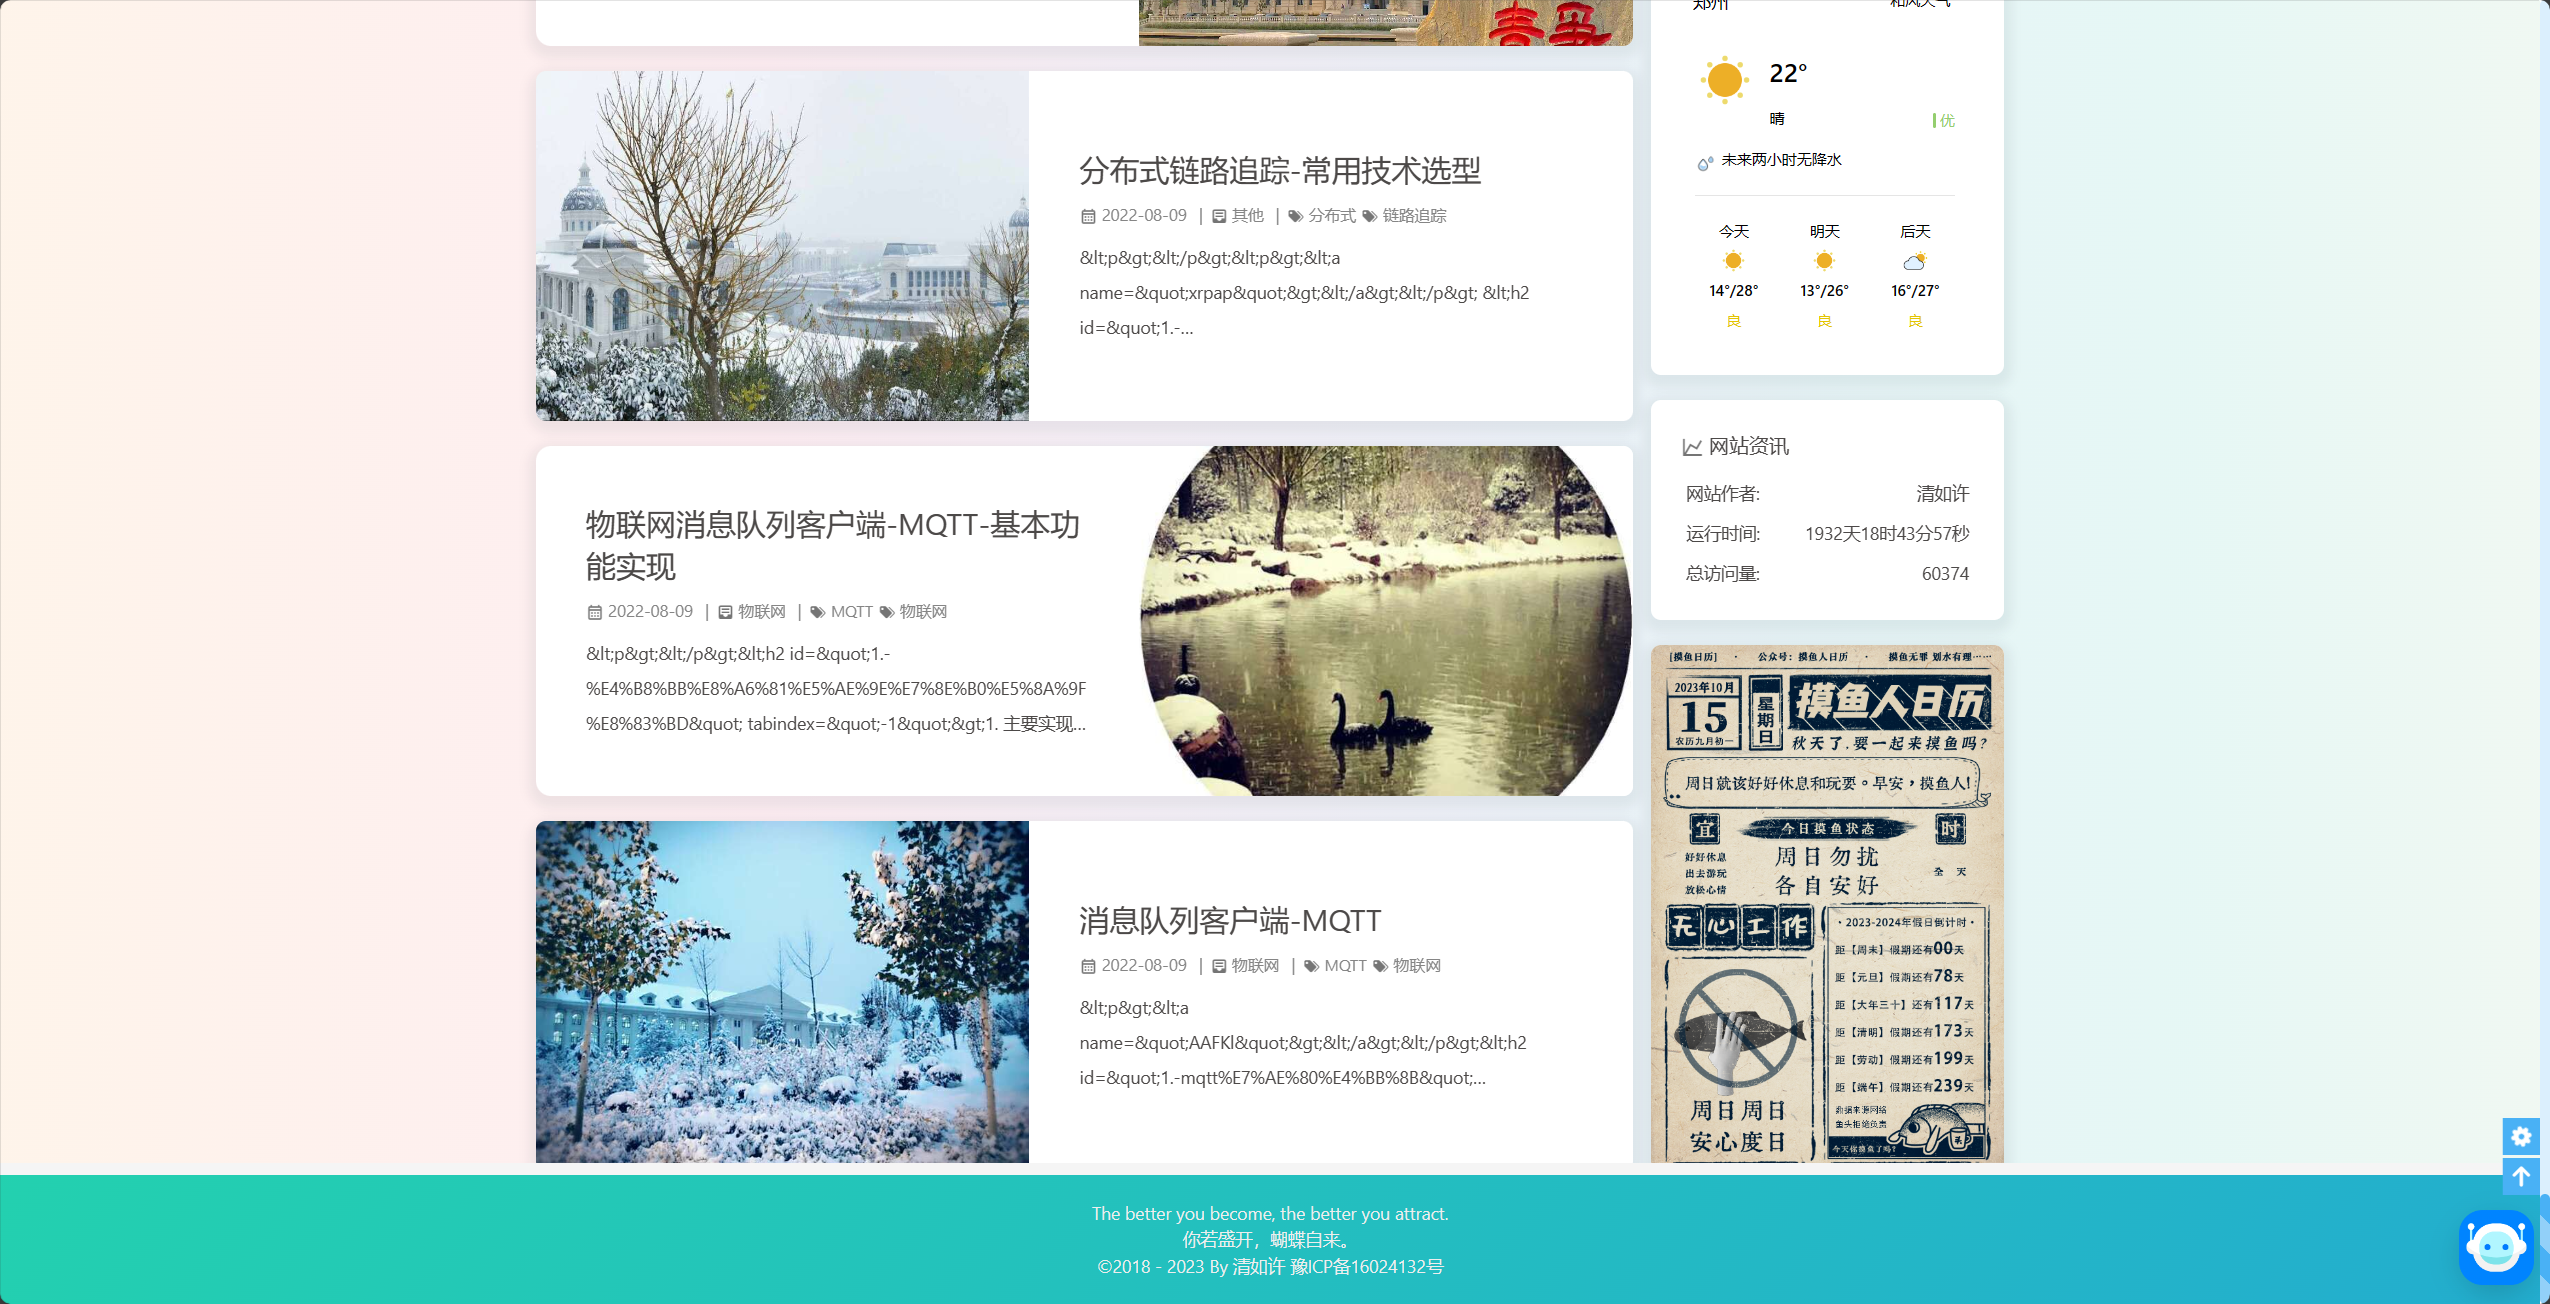 分布式链路追踪-常用技术选型
2022-08-09 | 其他 | 分布式 链路追踪
&lt;p&gt;&lt;/p&gt;&lt;p&gt;&lt;a
name=&quot;xrpap&quot;&gt;&lt;/a&gt;&lt;/p&gt; &lt;h2
id=&quot;1.-...
物联网消息队列客户端-MQTT-基本功
能实现
2022-08-09 | 物联网 | MQTT 物联网
&lt;p&gt;&lt;/p&gt;&lt;h2 id=&quot;1.-
%E4%B8%BB%E8%A6%81%E5%AE%9E%E7%8E%B0%E5%8A%9F
%E8%83%BD&quot; tabindex=&quot;-1&quot;&gt;1. 主要实现...
消息队列客户端-MQTT
2022-08-09 | 物联网 | MQTT 物联网
&lt;p&gt;&lt;a
name=&quot;AAFKl&quot;&gt;&lt;/a&gt;&lt;/p&gt;&lt;h2
id=&quot;1.-mqtt%E7%AE%80%E4%BB%8B&quot;...
郑州 和风天气
22°
晴 优
未来两小时无降水
今天 明天 后天
14°/28° 13°/26° 16°/27°
良 良 良
网站资讯
网站作者: 清如许
运行时间: 1932天18时43分57秒
总访问量: 60374
[摸鱼日历] · 公众号：摸鱼人日历 · 摸鱼无罪 划水有理……
2023年10月
15
农历九月初一
星期日
摸鱼人日历
秋天了.要一起来摸鱼吗?
周日就该好好休息和玩耍。早安，摸鱼人!
宜 今日摸鱼状态 时
好好休息
出去游玩
放松心情
周日勿扰
各自安好
全 天
无心工作
·2023-2024年假日倒计时·
距【周末】假期还有00天
距【元旦】假期还有78天
距【大年三十】还有117天
距【清明】假期还有173天
距【劳动】假期还有199天
距【端午】假期还有239天
数据来源网络
鱼头拒绝负责
今天你摸鱼了吗?
周日周日
安心度日
The better you become, the better you attract.
你若盛开，蝴蝶自来。
©2018 - 2023 By 清如许 豫ICP备16024132号